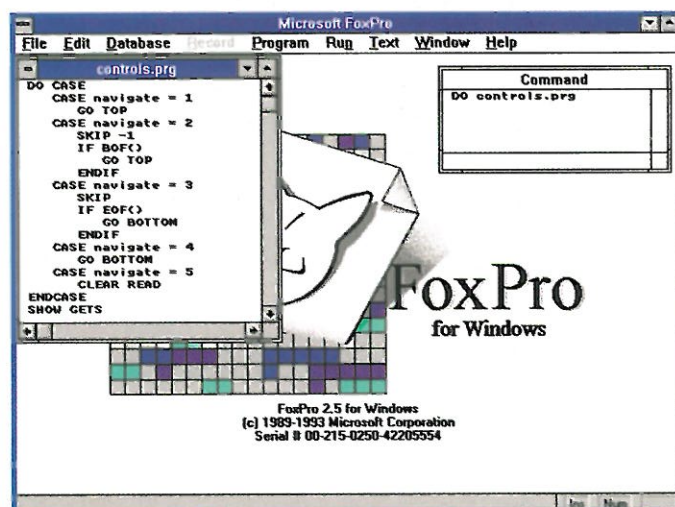 Microsoft FoxPro
File Edit Database Record Program Run Text Window Help
controls.prg
DO CASE
CASE navigate = 1
GO TOP
CASE navigate = 2
SKIP -1
IF BOF()
GO TOP
ENDIF
CASE navigate = 3
SKIP
IF EOF()
GO BOTTOM
ENDIF
CASE navigate = 4
GO BOTTOM
CASE navigate = 5
CLEAR READ
ENDCASE
SHOW GETS
Command
DO controls.prg
FoxPro
for Windows
FoxPro 2.5 for Windows
(c) 1989-1993 Microsoft Corporation
Serial # 00-215-0250-42205554
Ins Num